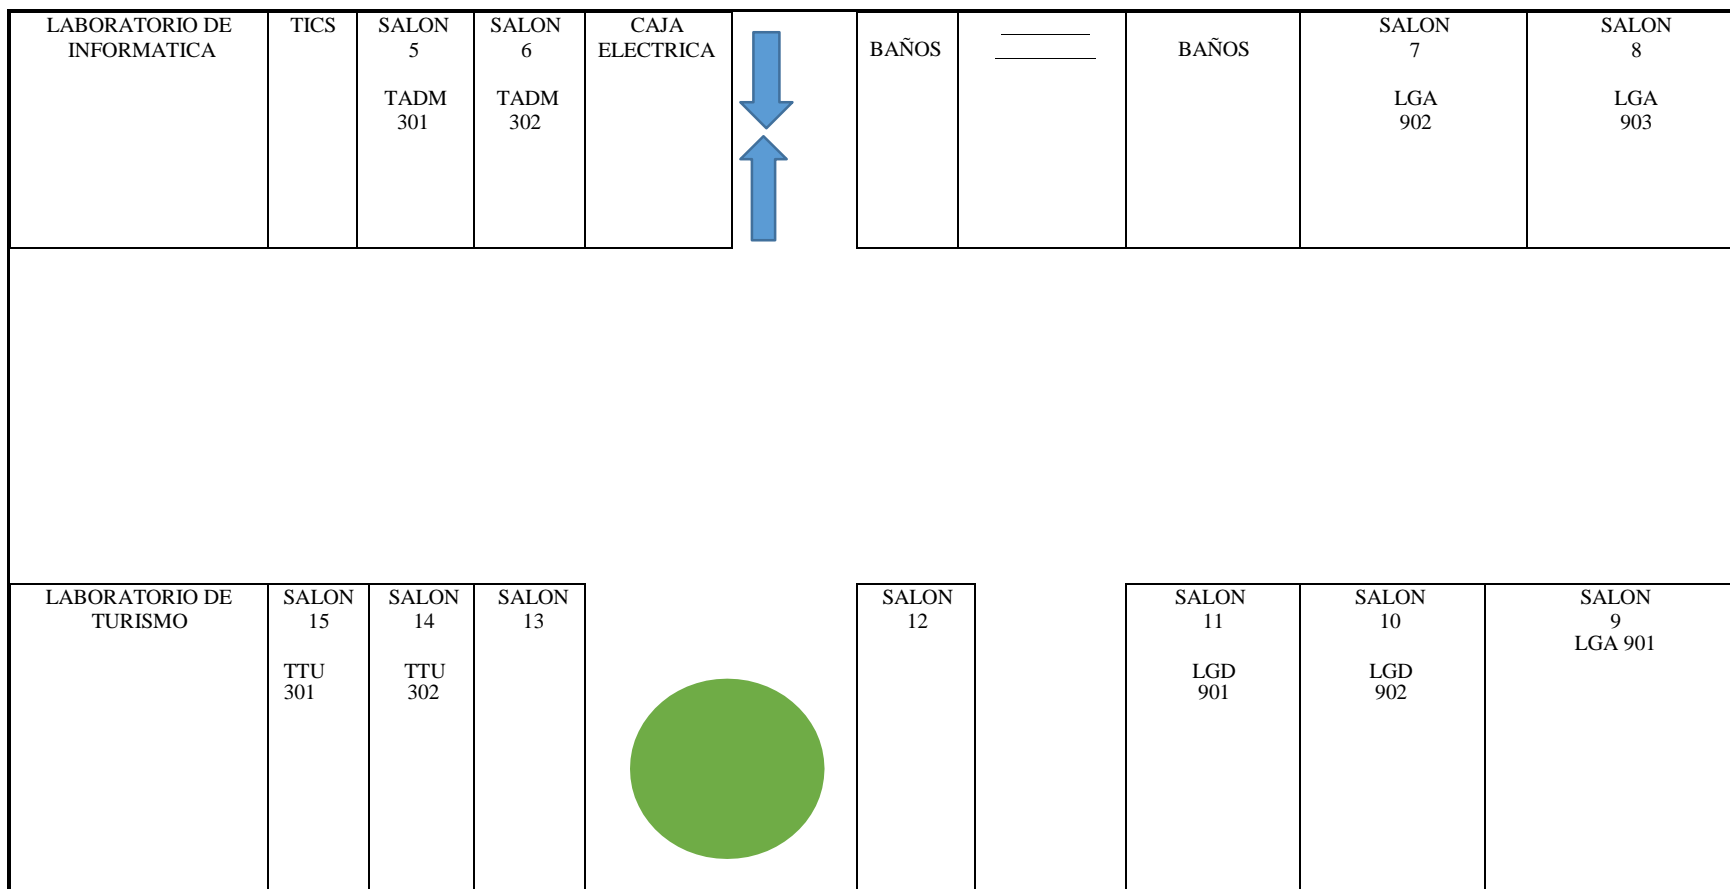 LABORATORIO DE
INFORMATICA
TICS
SALON
5
TADM
301
SALON
6
TADM
302
CAJA
ELECTRICA
BAÑOS
BAÑOS
SALON
7
LGA
902
SALON
8
LGA
903
LABORATORIO DE
TURISMO
SALON
15
TTU
301
SALON
14
TTU
302
SALON
13
SALON
12
SALON
11
LGD
901
SALON
10
LGD
902
SALON
9
LGA 901